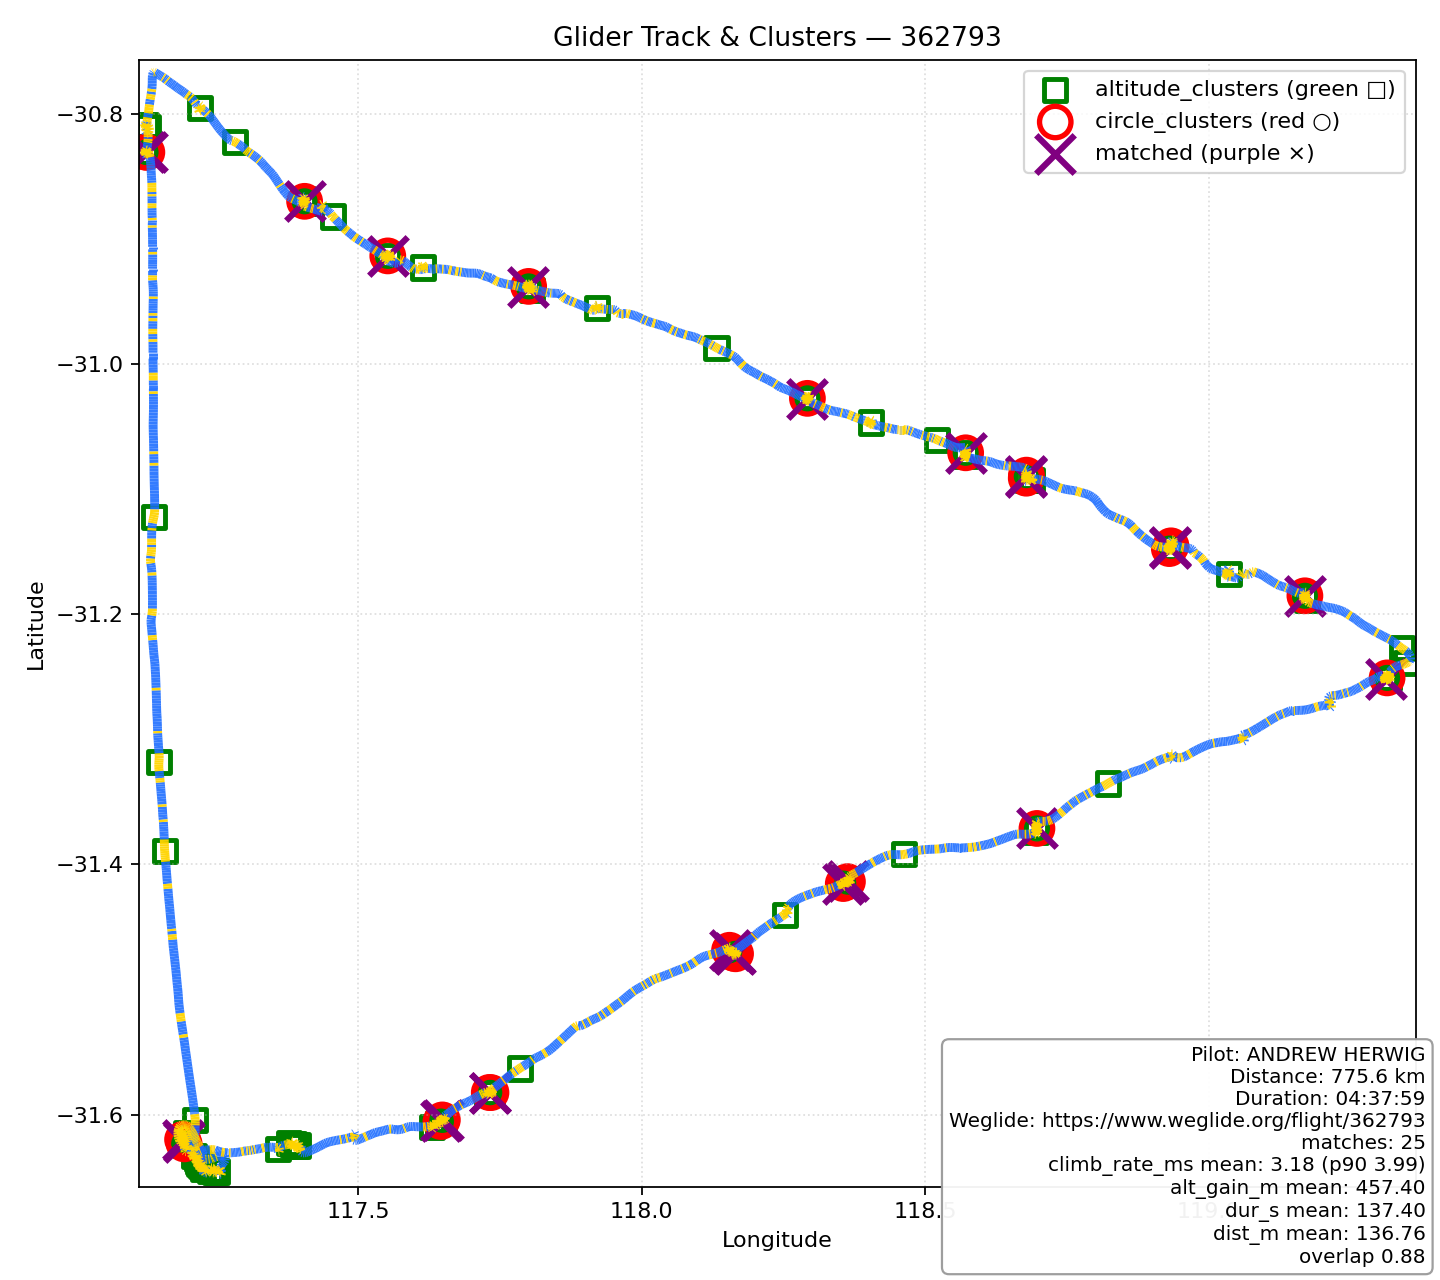 Glider Track & Clusters — 362793
altitude_clusters (green □)
circle_clusters (red ○)
matched (purple ×)
−30.8
−31.0
−31.2
−31.4
−31.6
Latitude
117.5
118.0
118.5
119.0
Longitude
Pilot: ANDREW HERWIG
Distance: 775.6 km
Duration: 04:37:59
Weglide: https://www.weglide.org/flight/362793
matches: 25
climb_rate_ms mean: 3.18 (p90 3.99)
alt_gain_m mean: 457.40
dur_s mean: 137.40
dist_m mean: 136.76
overlap 0.88